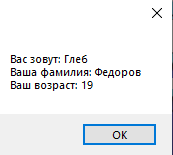 Вас зовут: Глеб
Ваша фамилия: Федоров
Ваш возраст: 19
OK